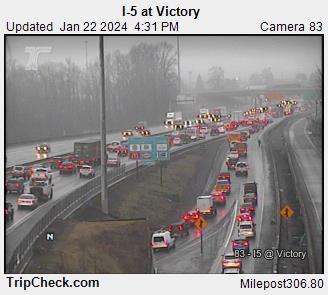 I-5 at Victory
Updated Jan 22 2024 4:31 PM Camera 83
N
83 - I5 @ Victory
TripCheck.com Milepost306.80